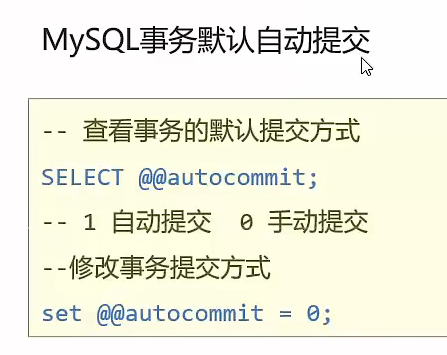 MySQL事务默认自动提交
-- 查看事务的默认提交方式
SELECT @@autocommit;
-- 1 自动提交  0 手动提交
--修改事务提交方式
set @@autocommit = 0;